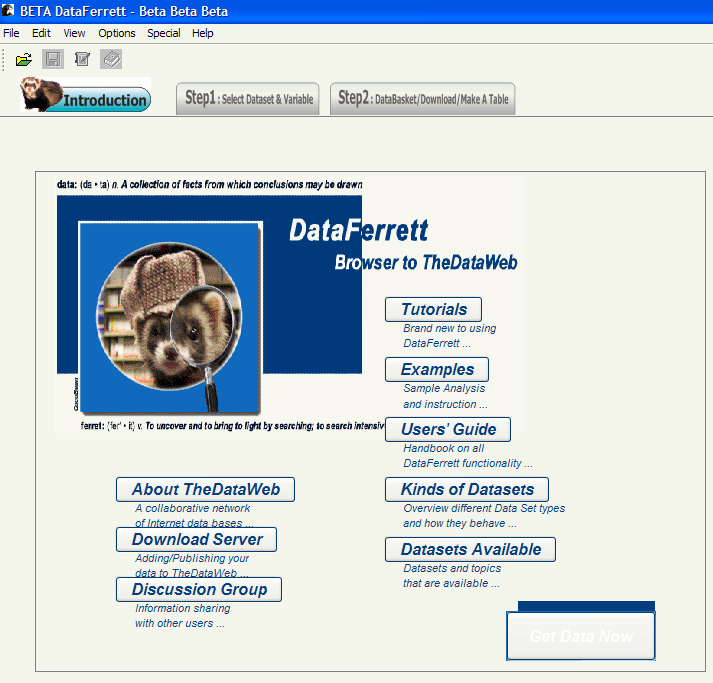 BETA DataFerrett - Beta Beta Beta
File Edit View Options Special Help
Introduction
Step1 : Select Dataset & Variable
Step2 : DataBasket/Download/Make A Table
data: (da • ta) n. A collection of facts from which conclusions may be drawn
DataFerrett
Browser to TheDataWeb
ferret: (fer' • it) v. To uncover and to bring to light by searching; to search intensiv
Tutorials
Brand new to using
DataFerrett ...
Examples
Sample Analysis
and instruction ...
Users' Guide
Handbook on all
DataFerrett functionality ...
About TheDataWeb
A collaborative network
of Internet data bases ...
Kinds of Datasets
Overview different Data Set types
and how they behave ...
Download Server
Adding/Publishing your
data to TheDataWeb ...
Datasets Available
Datasets and topics
that are available ...
Discussion Group
Information sharing
with other users ...
Get Data Now